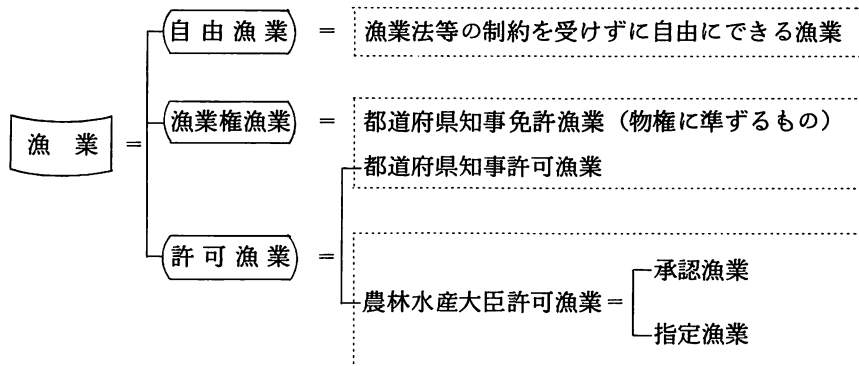 自由漁業 = 漁業法等の制約を受けずに自由にできる漁業
漁業 =
漁業権漁業 = 都道府県知事免許漁業（物権に準ずるもの）
都道府県知事許可漁業
許可漁業 =
承認漁業
農林水産大臣許可漁業 =
指定漁業